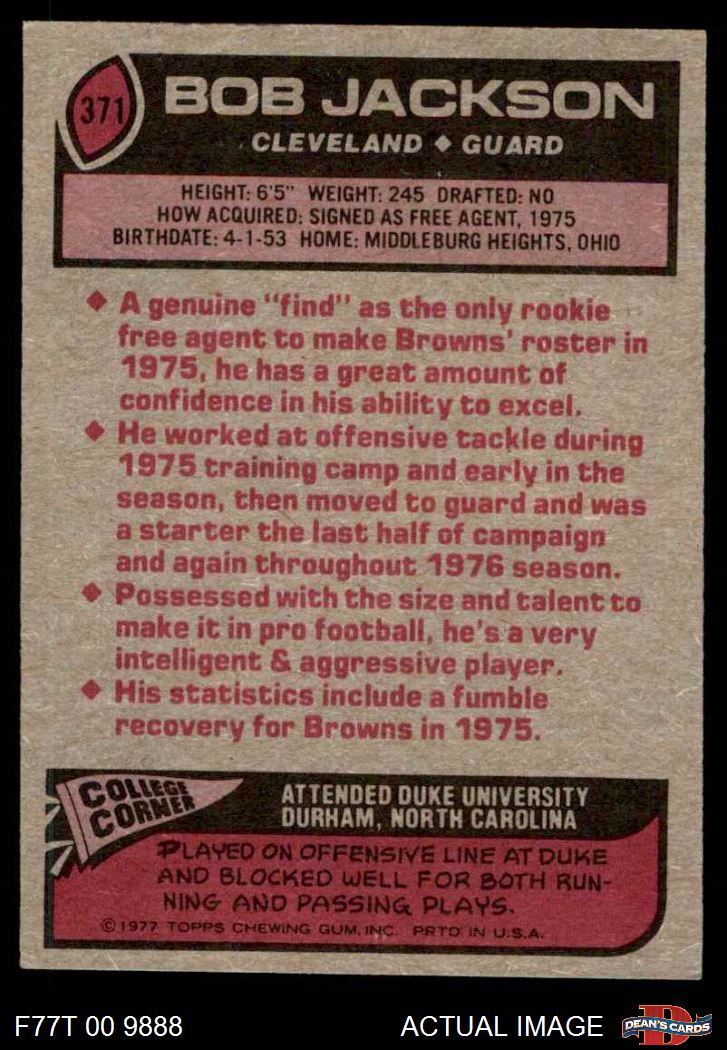 371
BOB JACKSON
CLEVELAND ◆ GUARD
HEIGHT: 6'5" WEIGHT: 245 DRAFTED: NO
HOW ACQUIRED: SIGNED AS FREE AGENT, 1975
BIRTHDATE: 4-1-53 HOME: MIDDLEBURG HEIGHTS, OHIO
◆ A genuine "find" as the only rookie
free agent to make Browns' roster in
1975, he has a great amount of
confidence in his ability to excel.
◆ He worked at offensive tackle during
1975 training camp and early in the
season, then moved to guard and was
a starter the last half of campaign
and again throughout 1976 season.
◆ Possessed with the size and talent to
make it in pro football, he's a very
intelligent & aggressive player.
◆ His statistics include a fumble
recovery for Browns in 1975.
COLLEGE
CORNER
ATTENDED DUKE UNIVERSITY
DURHAM, NORTH CAROLINA
PLAYED ON OFFENSIVE LINE AT DUKE
AND BLOCKED WELL FOR BOTH RUN-
NING AND PASSING PLAYS.
©1977 TOPPS CHEWING GUM, INC. PRTD IN U.S.A.
F77T 00 9888
ACTUAL IMAGE
D
DEAN'S CARDS